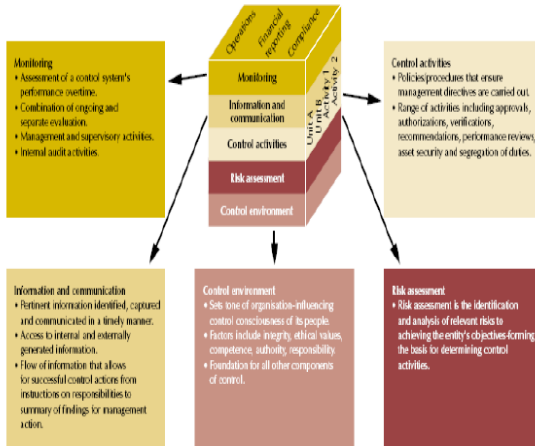 Operations
Financial
reporting
Compliance
Monitoring
Information and
communication
Control activities
Risk assessment
Control environment
Unit A
Unit B
Activity 1
Activity 2
Monitoring
• Assessment of a control system's
performance overtime.
• Combination of ongoing and
separate evaluation.
• Management and supervisory activities.
• Internal audit activities.
Control activities
• Policies/procedures that ensure
management directives are carried out.
• Range of activities including approvals,
authorizations, verifications,
recommendations, performance reviews,
asset security and segregation of duties.
Information and communication
• Pertinent information identified, captured
and communicated in a timely manner.
• Access to internal and externally
generated information.
• Flow of information that allows
for successful control actions from
instructions on responsibilities to
summary of findings for management
action.
Control environment
• Sets tone of organisation-influencing
control consciousness of its people.
• Factors include integrity, ethical values,
competence, authority, responsibility.
• Foundation for all other components
of control.
Risk assessment
• Risk assessment is the identification
and analysis of relevant risks to
achieving the entity's objectives-forming
the basis for determining control
activities.